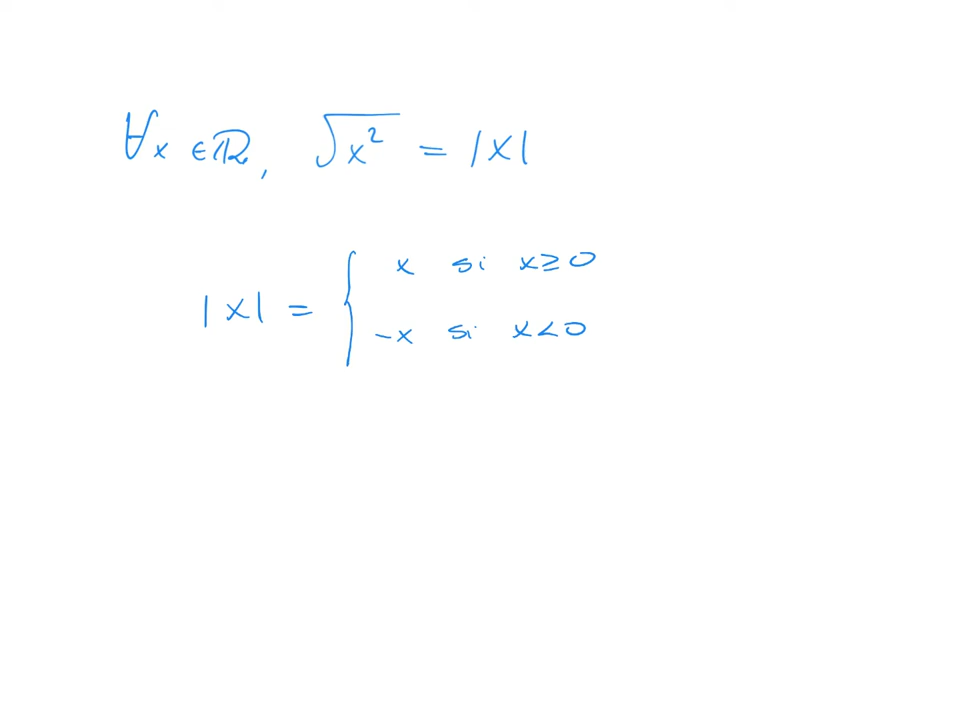 ∀x ∈ ℝ, √x² = |x|
|x| = { x si x ≥ 0
-x si x < 0